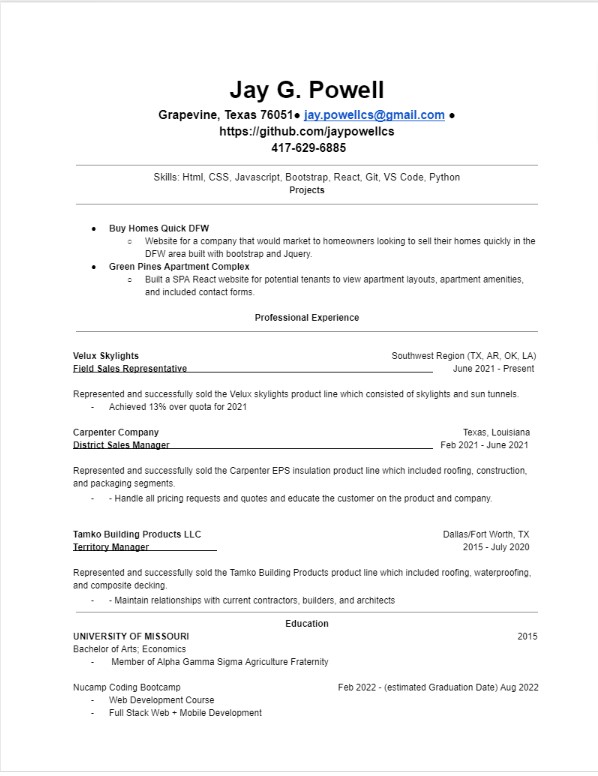 Jay G. Powell
Grapevine, Texas 76051● jay.powellcs@gmail.com ●
https://github.com/jaypowellcs
417-629-6885
Skills: Html, CSS, Javascript, Bootstrap, React, Git, VS Code, Python
Projects
● Buy Homes Quick DFW
○ Website for a company that would market to homeowners looking to sell their homes quickly in the
DFW area built with bootstrap and Jquery.
● Green Pines Apartment Complex
○ Built a SPA React website for potential tenants to view apartment layouts, apartment amenities,
and included contact forms.
Professional Experience
Velux Skylights Southwest Region (TX, AR, OK, LA)
Field Sales Representative June 2021 - Present
Represented and successfully sold the Velux skylights product line which consisted of skylights and sun tunnels.
- Achieved 13% over quota for 2021
Carpenter Company Texas, Louisiana
District Sales Manager Feb 2021 - June 2021
Represented and successfully sold the Carpenter EPS insulation product line which included roofing, construction,
and packaging segments.
- - Handle all pricing requests and quotes and educate the customer on the product and company.
Tamko Building Products LLC Dallas/Fort Worth, TX
Territory Manager 2015 - July 2020
Represented and successfully sold the Tamko Building Products product line which included roofing, waterproofing,
and composite decking.
- - Maintain relationships with current contractors, builders, and architects
Education
UNIVERSITY OF MISSOURI 2015
Bachelor of Arts; Economics
- Member of Alpha Gamma Sigma Agriculture Fraternity
Nucamp Coding Bootcamp Feb 2022 - (estimated Graduation Date) Aug 2022
- Web Development Course
- Full Stack Web + Mobile Development